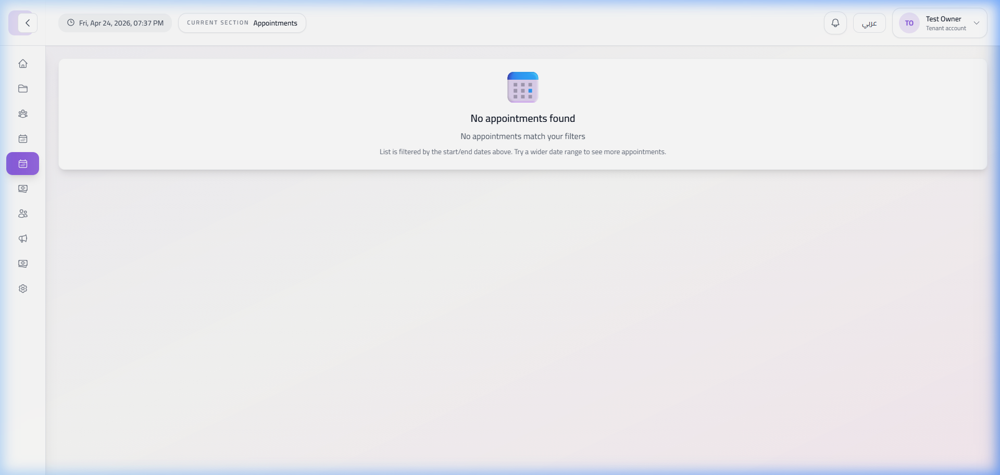 Fri, Apr 24, 2026, 07:37 PM
CURRENT SECTION Appointments
عربي
TO
Test Owner
Tenant account
No appointments found
No appointments match your filters
List is filtered by the start/end dates above. Try a wider date range to see more appointments.